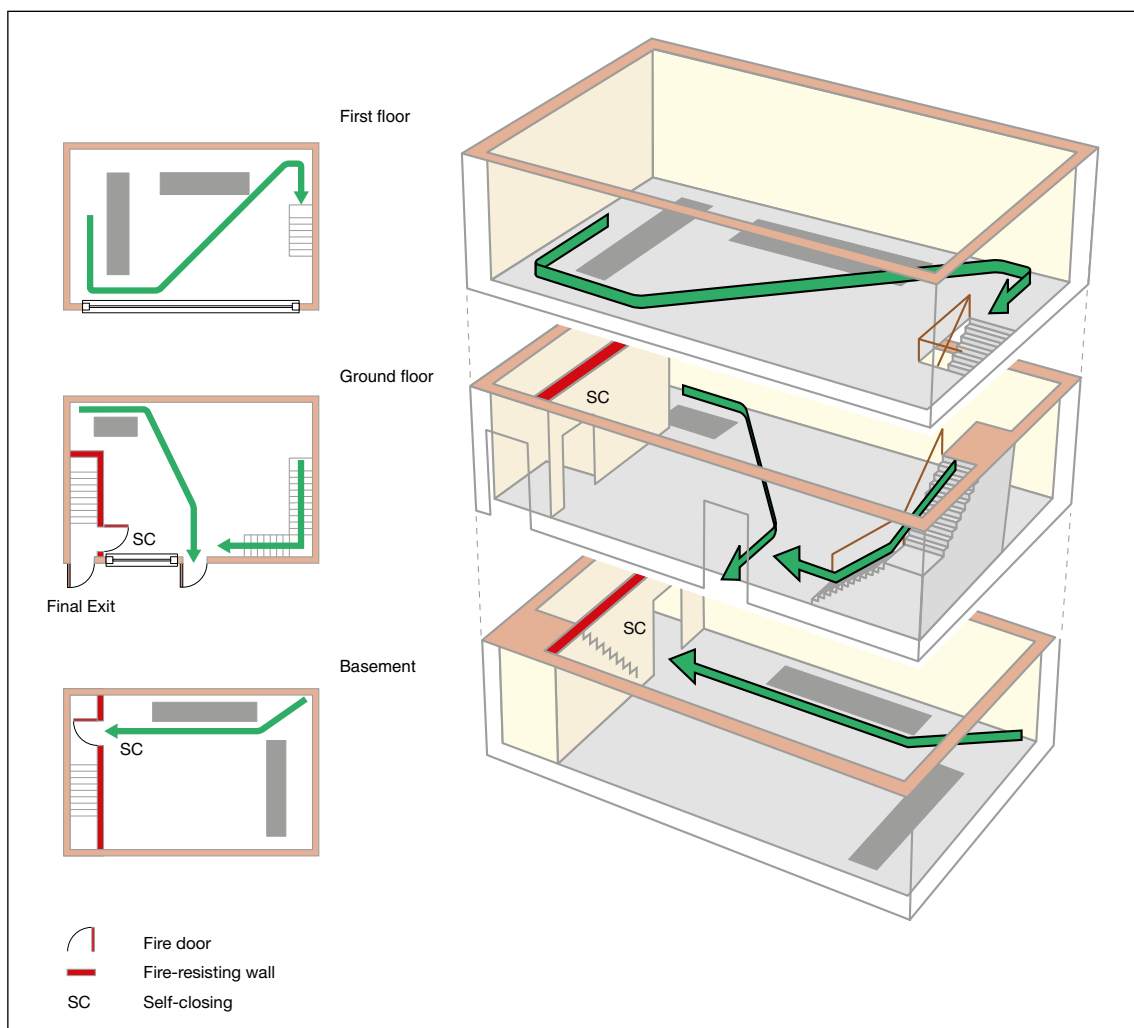 First floor
Ground floor
SC
SC
Final Exit
SC
Basement
SC
Fire door
Fire-resisting wall
SC Self-closing